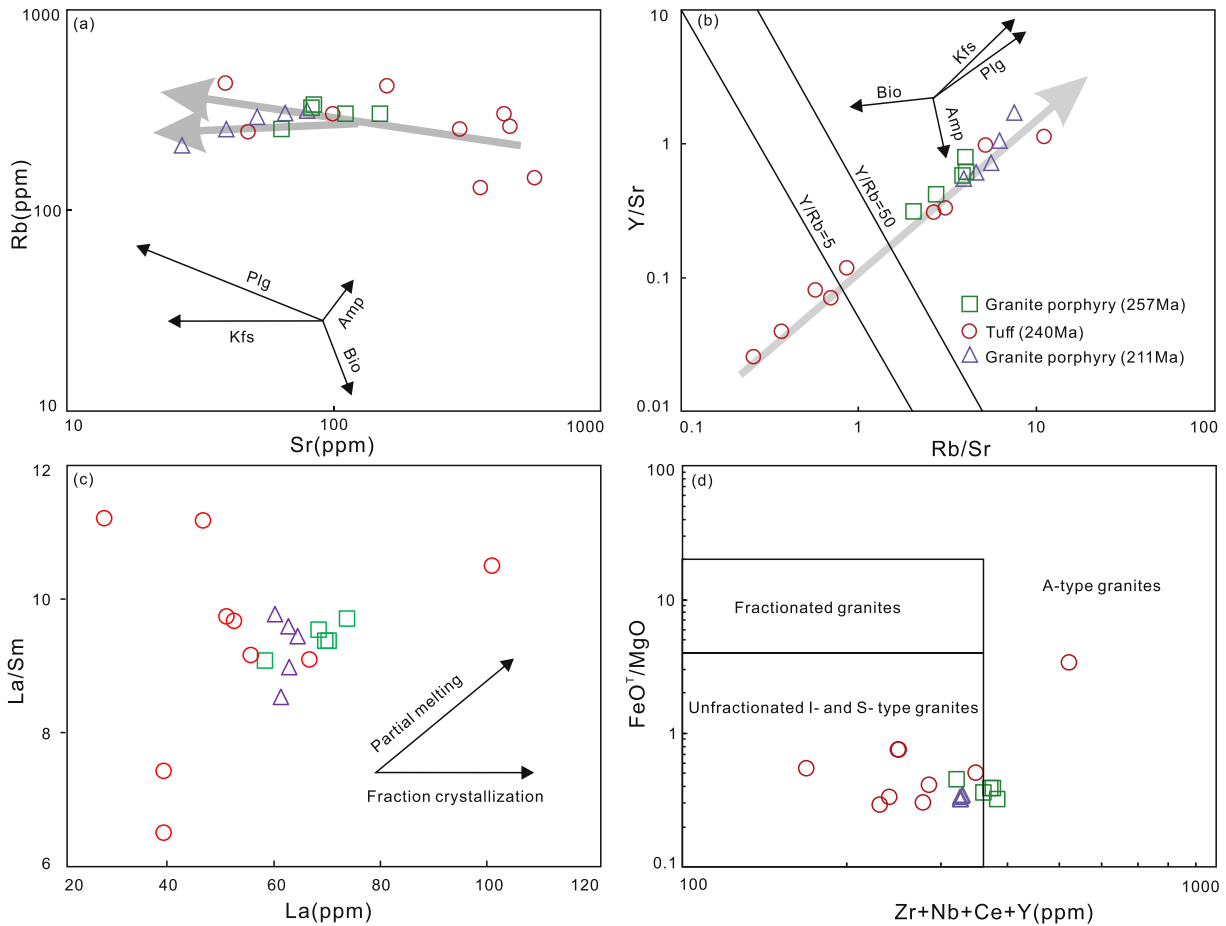 (a)
1000
100
10
Rb(ppm)
Plg
Kfs
Amp
Bio
10
100
1000
Sr(ppm)
(b)
10
1
0.1
0.01
Y/Sr
Kfs
Plg
Bio
Amp
Y/Rb=50
Y/Rb=5
Granite porphyry (257Ma)
Tuff (240Ma)
Granite porphyry (211Ma)
0.1
1
10
100
Rb/Sr
(c)
12
10
8
6
La/Sm
Partial melting
Fraction crystallization
20
40
60
80
100
120
La(ppm)
(d)
100
10
1
0.1
FeOᵀ/MgO
A-type granites
Fractionated granites
Unfractionated I- and S- type granites
100
1000
Zr+Nb+Ce+Y(ppm)